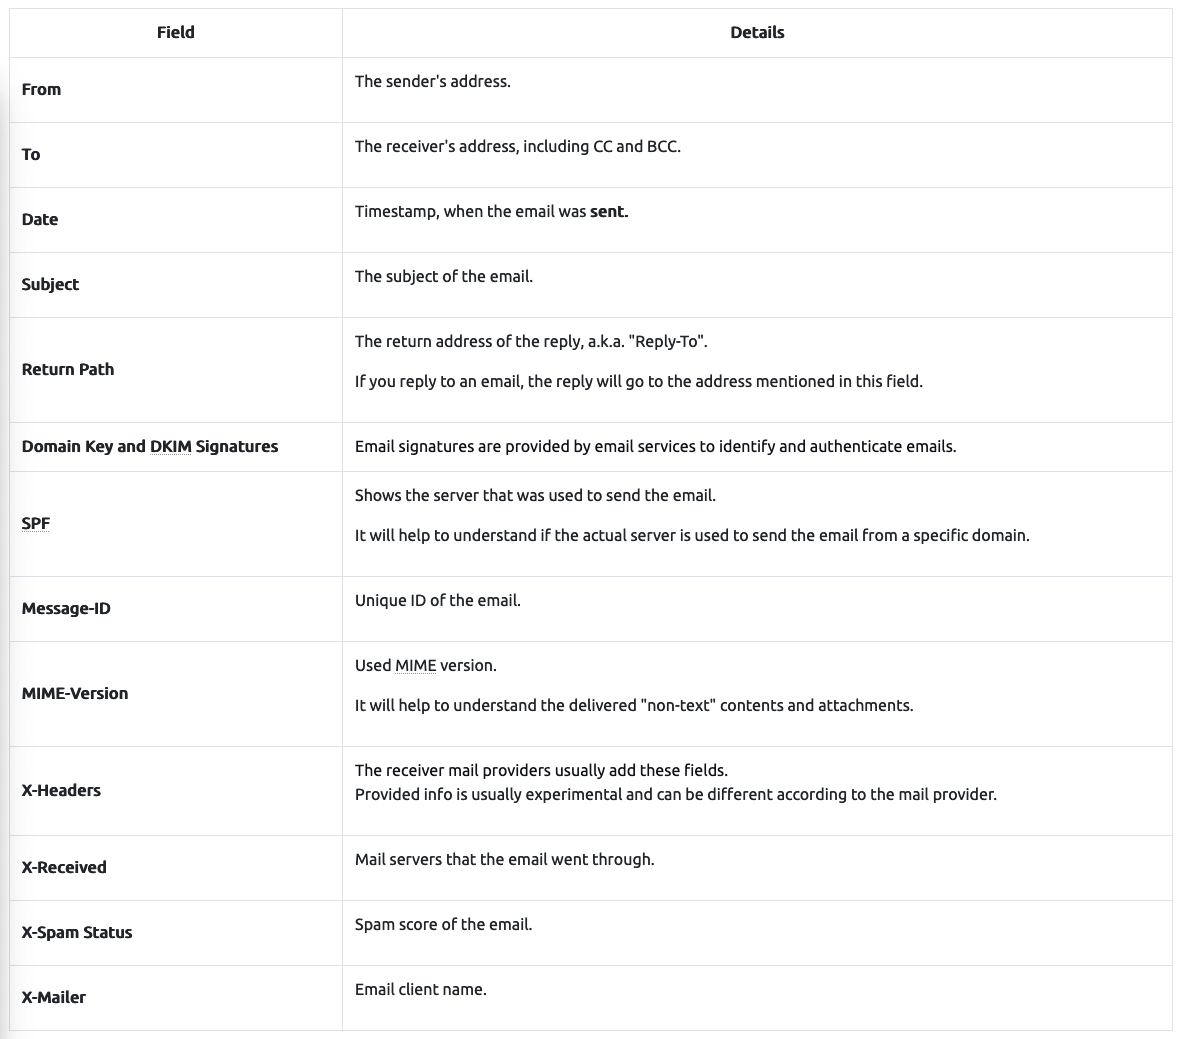 Field
Details
From
The sender's address.
To
The receiver's address, including CC and BCC.
Date
Timestamp, when the email was sent.
Subject
The subject of the email.
Return Path
The return address of the reply, a.k.a. "Reply-To".
If you reply to an email, the reply will go to the address mentioned in this field.
Domain Key and DKIM Signatures
Email signatures are provided by email services to identify and authenticate emails.
SPF
Shows the server that was used to send the email.
It will help to understand if the actual server is used to send the email from a specific domain.
Message-ID
Unique ID of the email.
MIME-Version
Used MIME version.
It will help to understand the delivered "non-text" contents and attachments.
X-Headers
The receiver mail providers usually add these fields.
Provided info is usually experimental and can be different according to the mail provider.
X-Received
Mail servers that the email went through.
X-Spam Status
Spam score of the email.
X-Mailer
Email client name.